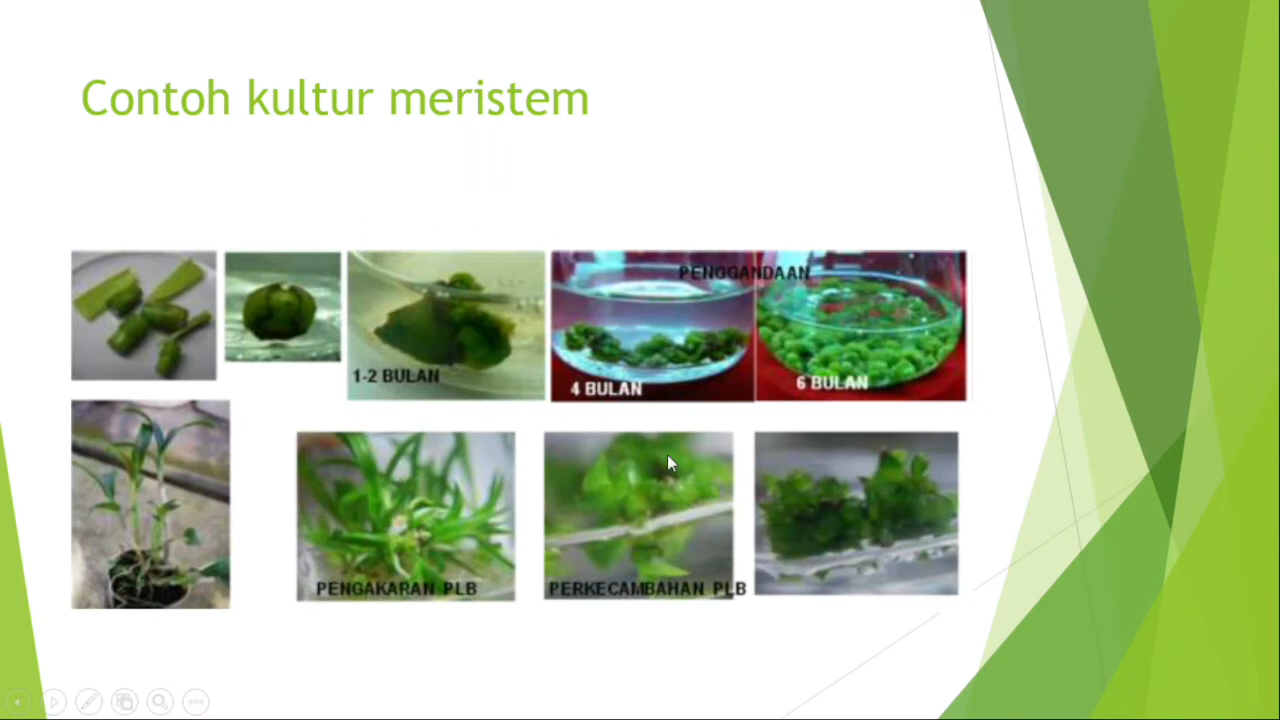 Contoh kultur meristem
PENGGANDAAN
1-2 BULAN
4 BULAN
6 BULAN
PENGAKARAN PLB
PERKECAMBAHAN PLB